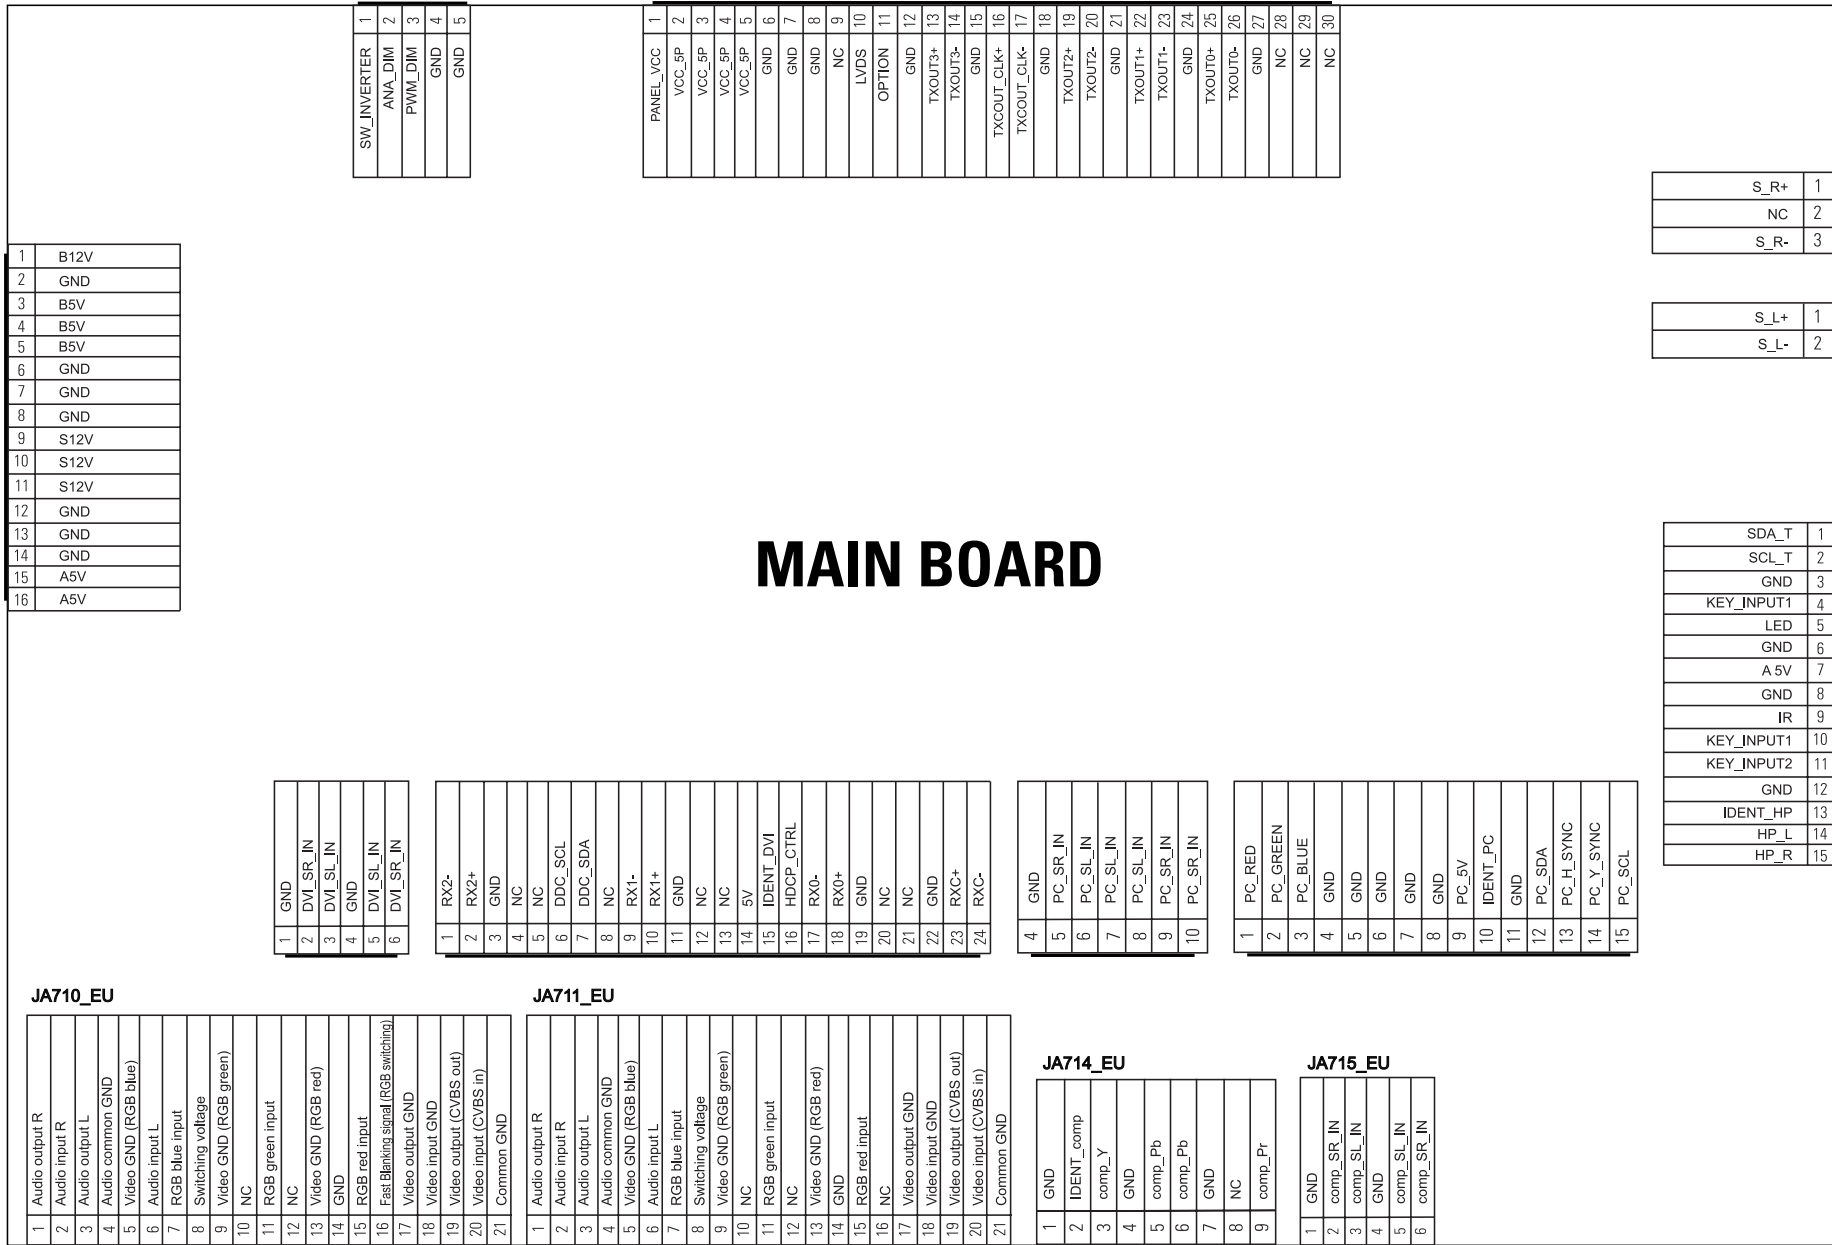 1 SW_INVERTER
2 ANA_DIM
3 PWM_DIM
4 GND
5 GND
1 PANEL_VCC
2 VCC_5P
3 VCC_5P
4 VCC_5P
5 VCC_5P
6 GND
7 GND
8 GND
9 NC
10 LVDS
11 OPTION
12 GND
13 TXOUT3+
14 TXOUT3-
15 GND
16 TXCOUT_CLK+
17 TXCOUT_CLK-
18 GND
19 TXOUT2+
20 TXOUT2-
21 GND
22 TXOUT1+
23 TXOUT1-
24 GND
25 TXOUT0+
26 TXOUT0-
27 GND
28 NC
29 NC
30 NC
S_R+ 1
NC 2
S_R- 3
S_L+ 1
S_L- 2
1 B12V
2 GND
3 B5V
4 B5V
5 B5V
6 GND
7 GND
8 GND
9 S12V
10 S12V
11 S12V
12 GND
13 GND
14 GND
15 A5V
16 A5V
MAIN BOARD
SDA_T 1
SCL_T 2
GND 3
KEY_INPUT1 4
LED 5
GND 6
A 5V 7
GND 8
IR 9
KEY_INPUT1 10
KEY_INPUT2 11
GND 12
IDENT_HP 13
HP_L 14
HP_R 15
1 GND
2 DVI_SR_IN
3 DVI_SL_IN
4 GND
5 DVI_SL_IN
6 DVI_SR_IN
1 RX2-
2 RX2+
3 GND
4 NC
5 NC
6 DDC_SCL
7 DDC_SDA
8 NC
9 RX1-
10 RX1+
11 GND
12 NC
13 NC
14 5V
15 IDENT_DVI
16 HDCP_CTRL
17 RX0-
18 RX0+
19 GND
20 NC
21 NC
22 GND
23 RXC+
24 RXC-
4 GND
5 PC_SR_IN
6 PC_SL_IN
7 PC_SL_IN
8 PC_SL_IN
9 PC_SR_IN
10 PC_SR_IN
1 PC_RED
2 PC_GREEN
3 PC_BLUE
4 GND
5 GND
6 GND
7 GND
8 GND
9 PC_5V
10 IDENT_PC
11 GND
12 PC_SDA
13 PC_H_SYNC
14 PC_Y_SYNC
15 PC_SCL
JA710_EU
1 Audio output R
2 Audio input R
3 Audio output L
4 Audio common GND
5 Video GND (RGB blue)
6 Audio input L
7 RGB blue input
8 Switching voltage
9 Video GND (RGB green)
10 NC
11 RGB green input
12 NC
13 Video GND (RGB red)
14 GND
15 RGB red input
16 Fast Blanking signal (RGB switching)
17 Video output GND
18 Video input GND
19 Video output (CVBS out)
20 Video input (CVBS in)
21 Common GND
JA711_EU
1 Audio output R
2 Audio input R
3 Audio output L
4 Audio common GND
5 Video GND (RGB blue)
6 Audio input L
7 RGB blue input
8 Switching voltage
9 Video GND (RGB green)
10 NC
11 RGB green input
12 NC
13 Video GND (RGB red)
14 GND
15 RGB red input
16 NC
17 Video output GND
18 Video input GND
19 Video output (CVBS out)
20 Video input (CVBS in)
21 Common GND
JA714_EU
1 GND
2 IDENT_comp
3 comp_Y
4 GND
5 comp_Pb
6 comp_Pb
7 GND
8 NC
9 comp_Pr
JA715_EU
1 GND
2 comp_SR_IN
3 comp_SL_IN
4 GND
5 comp_SL_IN
6 comp_SR_IN